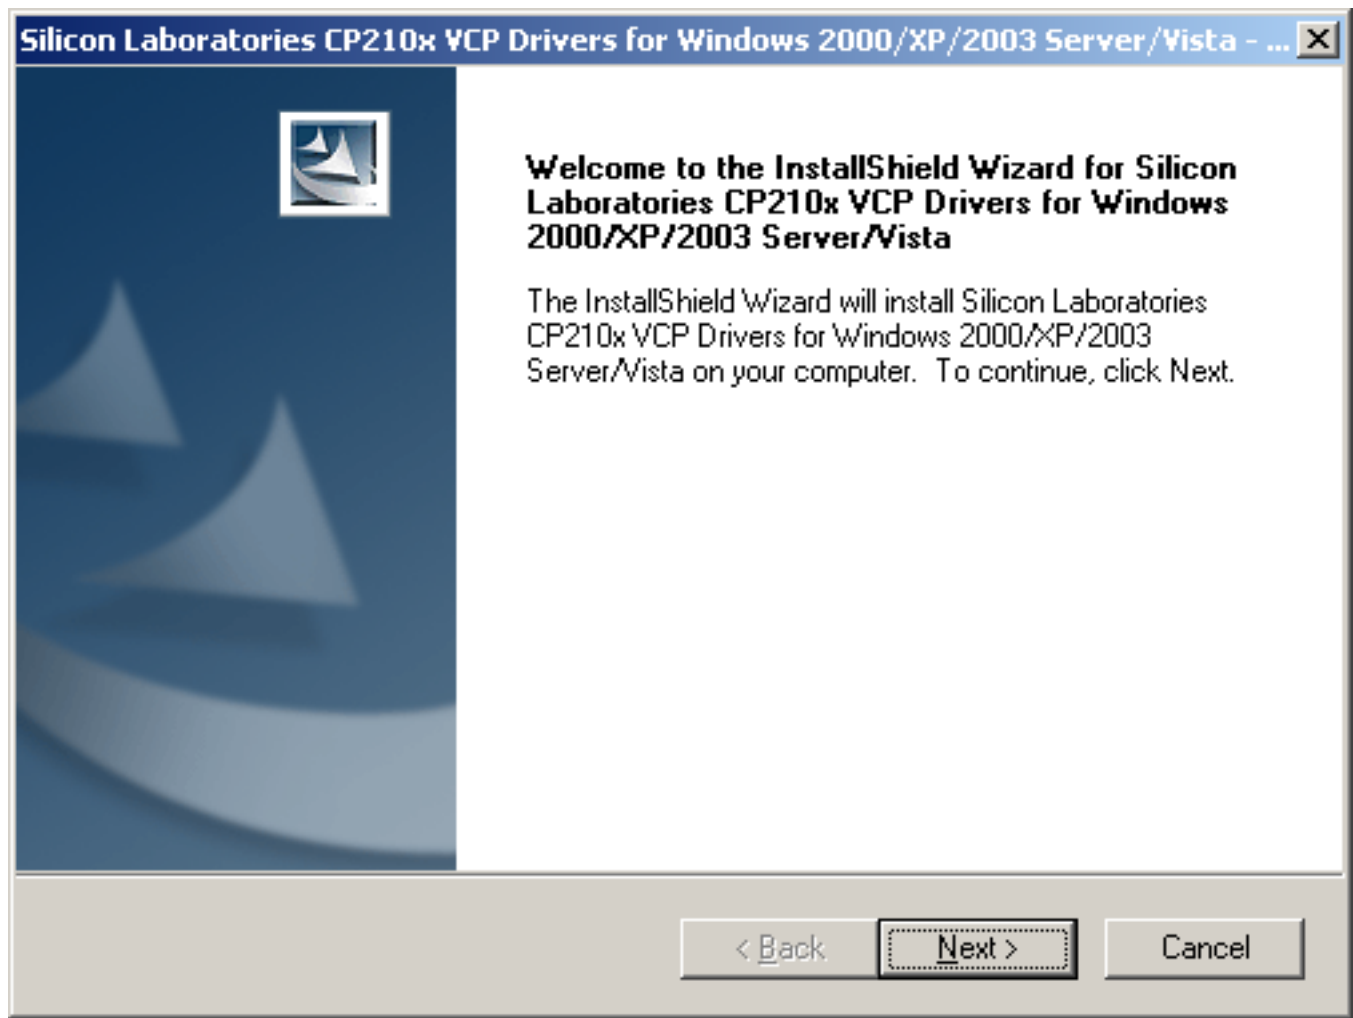 Silicon Laboratories CP210x VCP Drivers for Windows 2000/XP/2003 Server/Vista - ...
Welcome to the InstallShield Wizard for Silicon
Laboratories CP210x VCP Drivers for Windows
2000/XP/2003 Server/Vista
The InstallShield Wizard will install Silicon Laboratories
CP210x VCP Drivers for Windows 2000/XP/2003
Server/Vista on your computer.  To continue, click Next.
< Back
Next >
Cancel